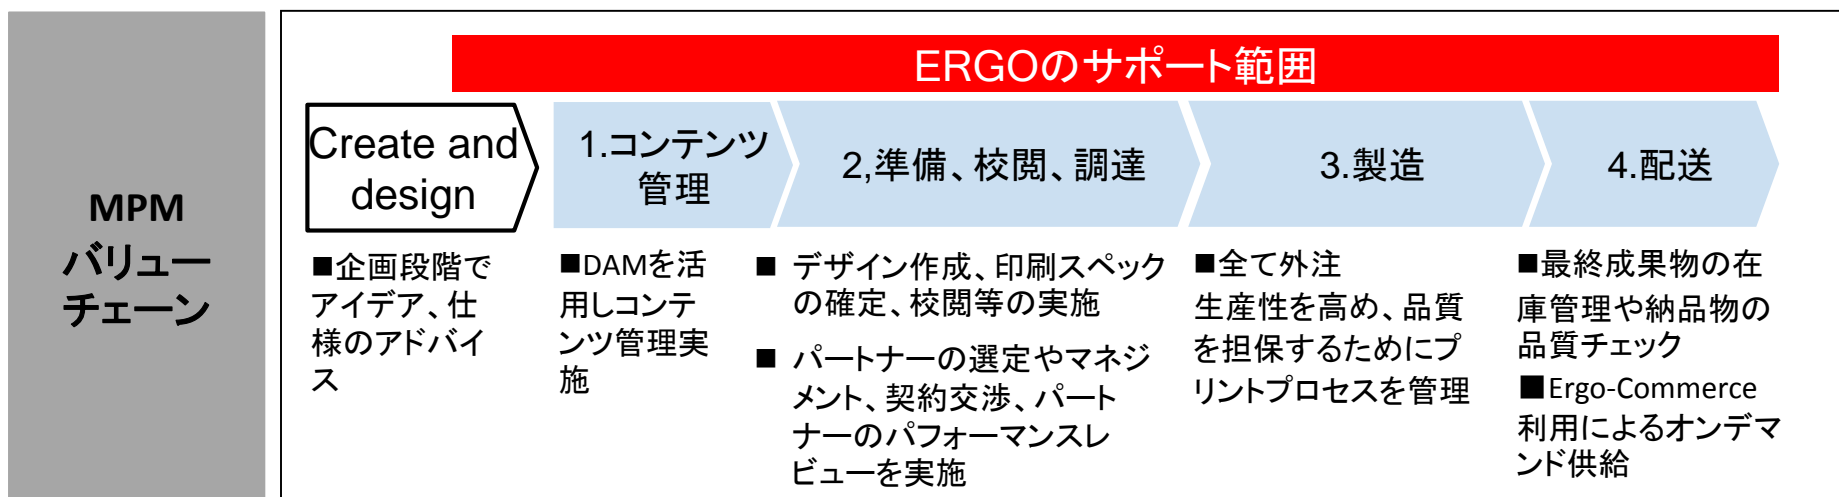 MPM
バリュー
チェーン
ERGOのサポート範囲
Create and
design
1.コンテンツ
管理
2,準備、校閲、調達
3.製造
4.配送
■企画段階で
アイデア、仕
様のアドバイ
ス
■DAMを活
用しコンテ
ンツ管理実
施
■ デザイン作成、印刷スペック
の確定、校閲等の実施
■ パートナーの選定やマネジ
メント、契約交渉、パート
ナーのパフォーマンスレ
ビューを実施
■全て外注
生産性を高め、品質
を担保するためにプ
リントプロセスを管理
■最終成果物の在
庫管理や納品物の
品質チェック
■Ergo-Commerce
利用によるオンデマ
ンド供給